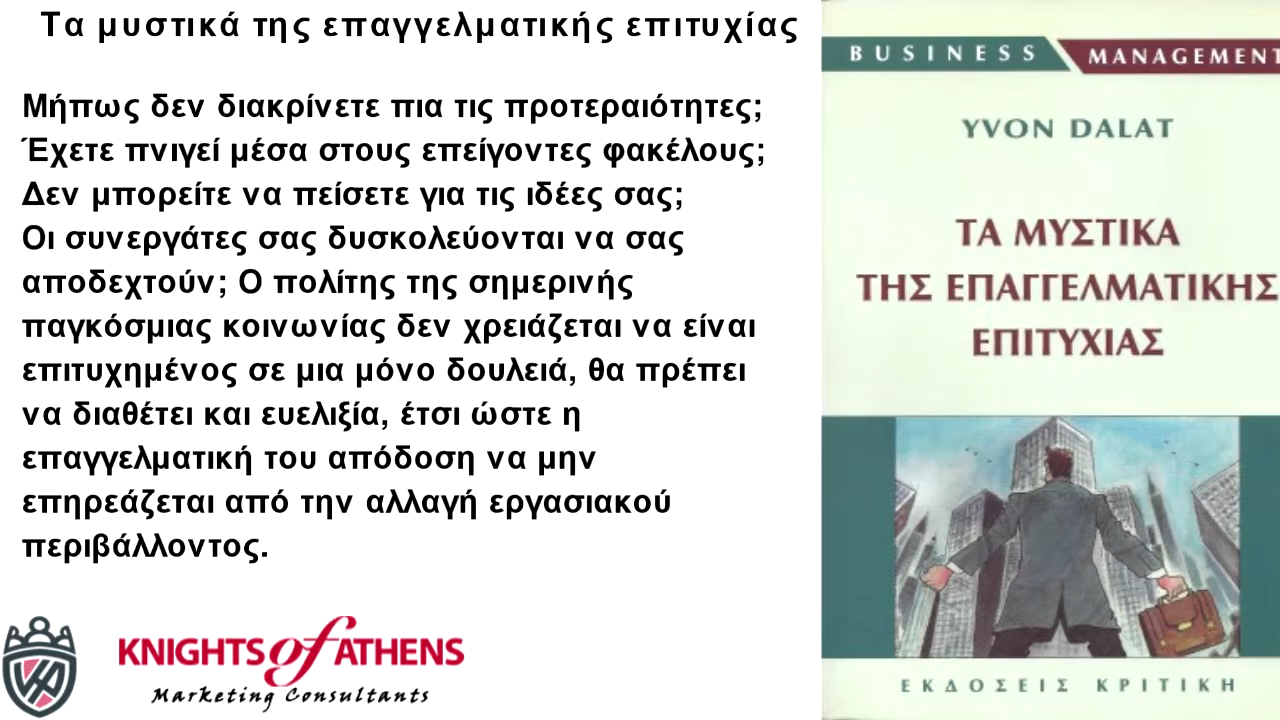 Τα μυστικά της επαγγελματικής επιτυχίας
Μήπως δεν διακρίνετε πια τις προτεραιότητες;
Έχετε πνιγεί μέσα στους επείγοντες φακέλους;
Δεν μπορείτε να πείσετε για τις ιδέες σας;
Οι συνεργάτες σας δυσκολεύονται να σας
αποδεχτούν; Ο πολίτης της σημερινής
παγκόσμιας κοινωνίας δεν χρειάζεται να είναι
επιτυχημένος σε μια μόνο δουλειά, θα πρέπει
να διαθέτει και ευελιξία, έτσι ώστε η
επαγγελματική του απόδοση να μην
επηρεάζεται από την αλλαγή εργασιακού
περιβάλλοντος.
KNIGHTS of ATHENS
Marketing Consultants
BUSINESS MANAGEMENT
YVON DALAT
ΤΑ ΜΥΣΤΙΚΑ
ΤΗΣ ΕΠΑΓΓΕΛΜΑΤΙΚΗΣ
ΕΠΙΤΥΧΙΑΣ
ΕΚΔΟΣΕΙΣ ΚΡΙΤΙΚΗ